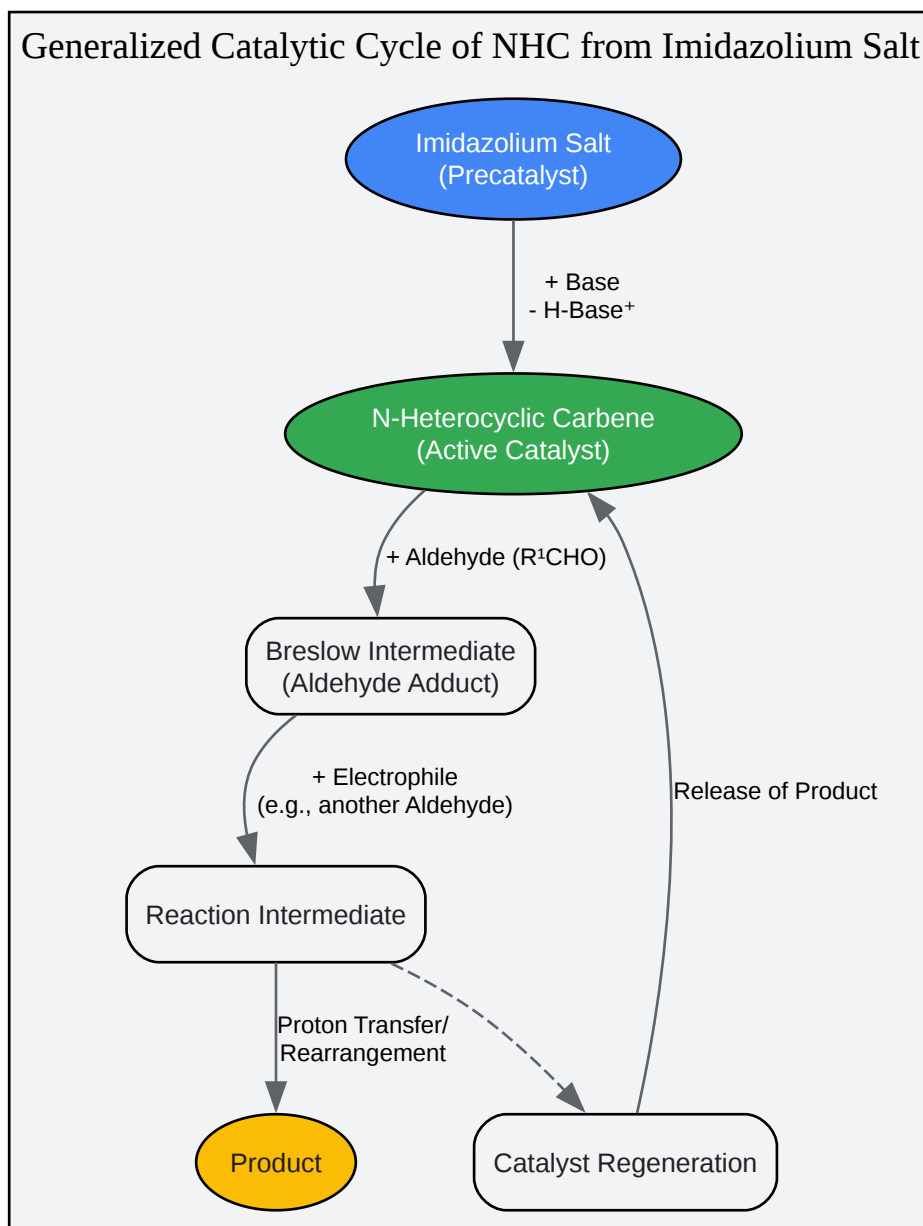 Generalized Catalytic Cycle of NHC from Imidazolium Salt
Imidazolium Salt
(Precatalyst)
+ Base
- H-Base⁺
N-Heterocyclic Carbene
(Active Catalyst)
+ Aldehyde (R¹CHO)
Breslow Intermediate
(Aldehyde Adduct)
+ Electrophile
(e.g., another Aldehyde)
Release of Product
Reaction Intermediate
Proton Transfer/
Rearrangement
Product
Catalyst Regeneration